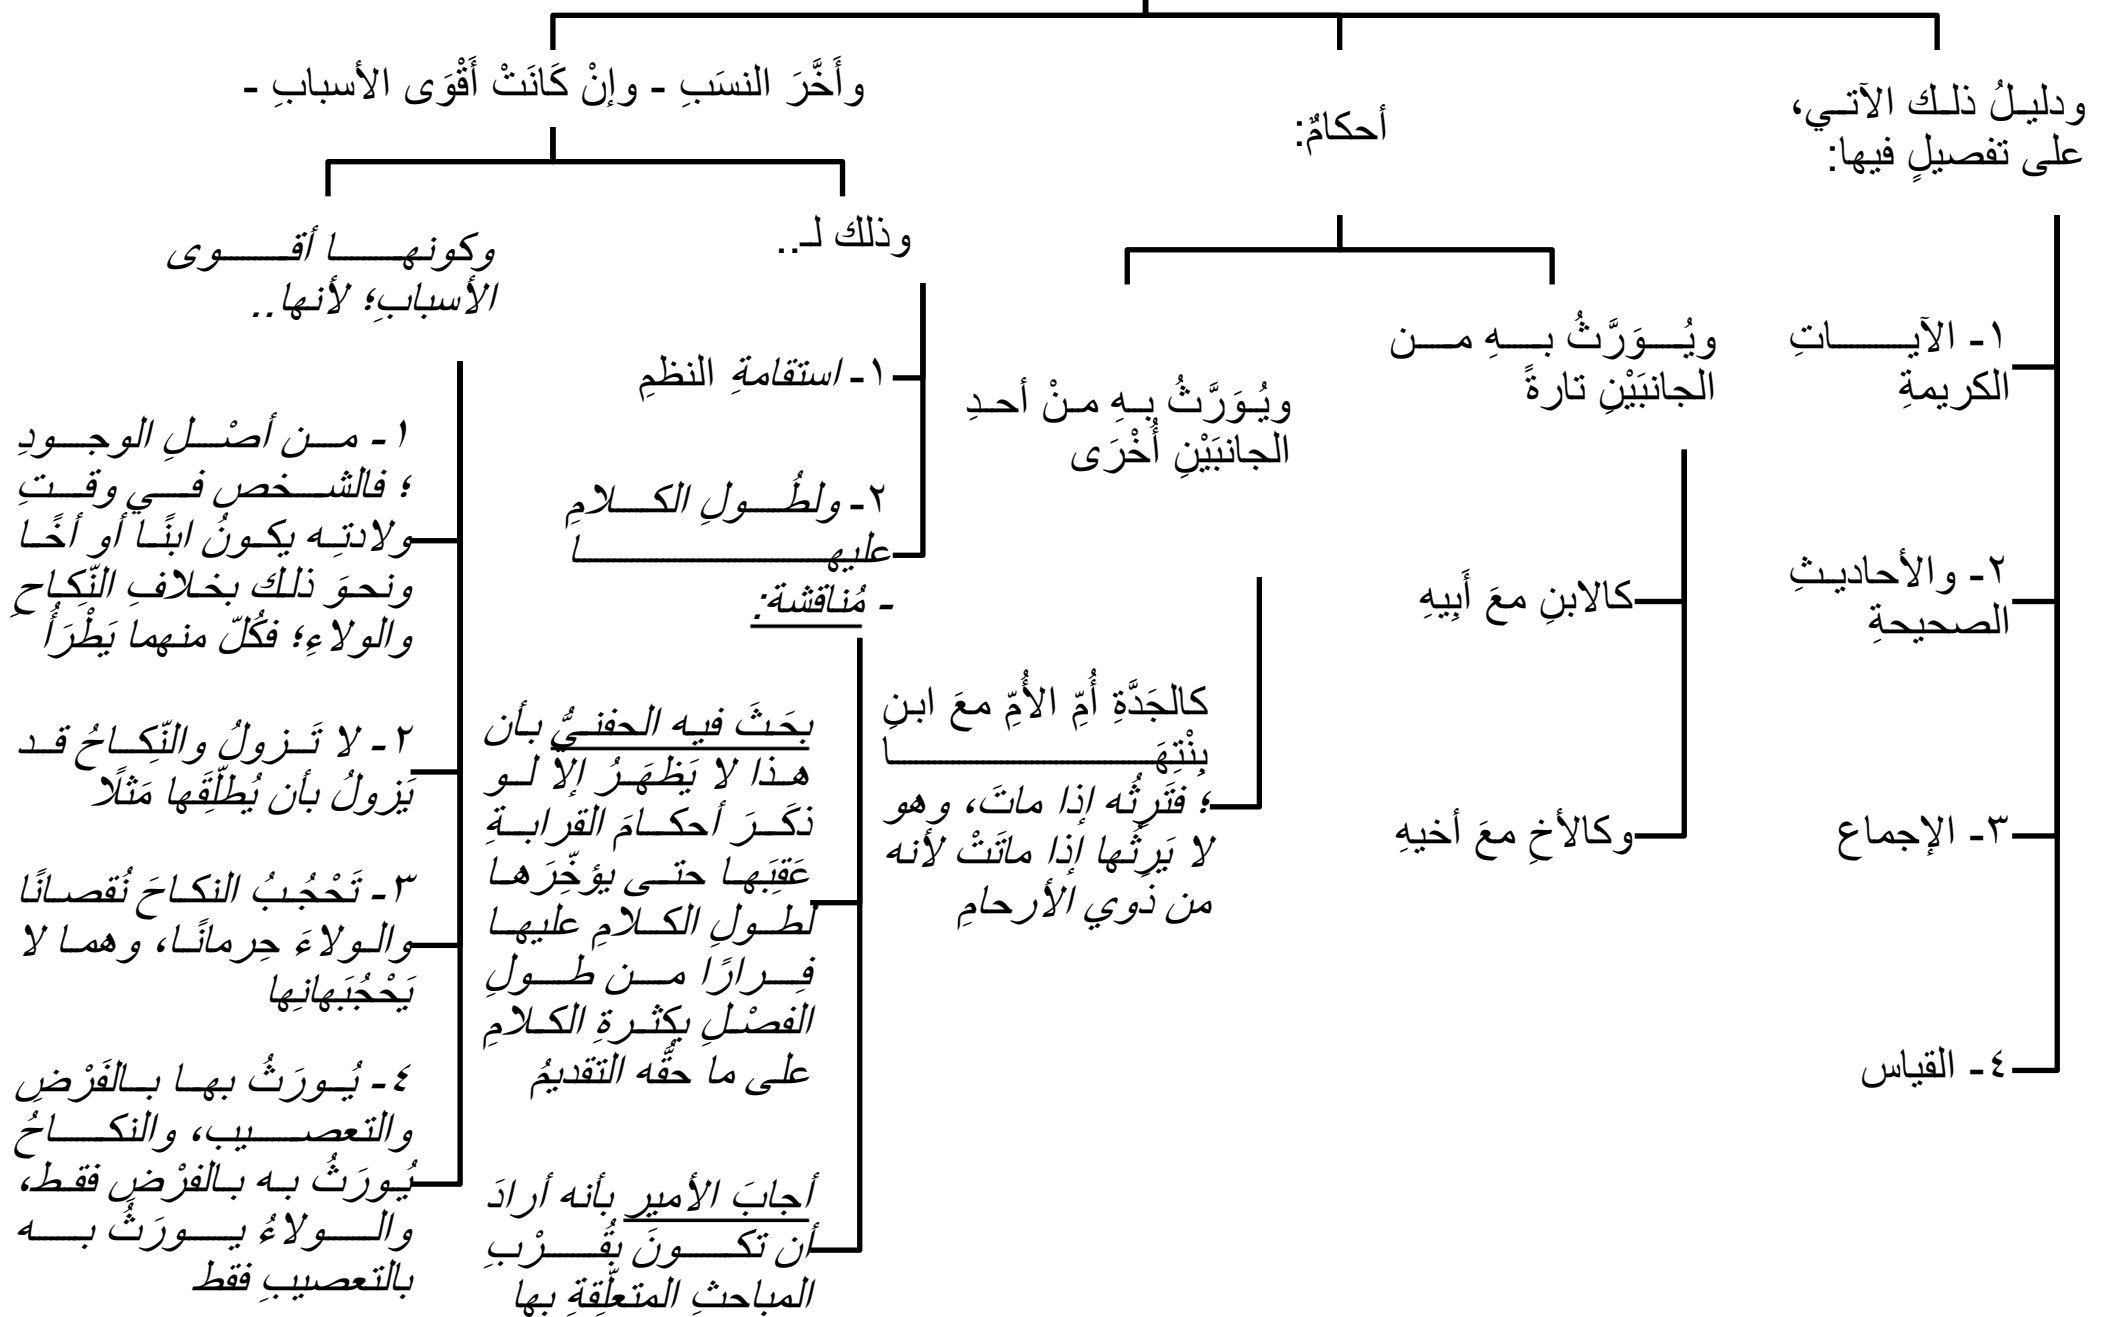 ودليلُ ذلك الآتي،
على تفصيلٍ فيها:
١- الآياتِ
الكريمةِ
٢- والأحاديثِ
الصحيحةِ
٣- الإجماع
٤- القياس
أحكامٌ:
ويُوَرَّثُ بهِ من
الجانبَيْنِ تارةً
كالابنِ معَ أَبِيهِ
وكالأخِ معَ أخيهِ
ويُوَرَّثُ بهِ منْ أحدِ
الجانبَيْنِ أُخْرَى
كالجَدَّةِ أُمِّ الأُمِّ معَ ابنِ
بِنْتِهَا
؛ فتَرِثُه إذا ماتَ، وهو
لا يَرِثُها إذا ماتَتْ لأنه
من ذوي الأرحامِ
وأَخَّرَ النسَبِ - وإنْ كَانَتْ أَقْوَى الأسبابِ -
وذلك لـ..
١- استقامةِ النظمِ
٢- ولطُولِ الكلامِ
عليها
- مُناقشة:
بحَثَ فيه الحفنيُّ بأن
هذا لا يَظهَرُ إلا لو
ذكَرَ أحكامَ القرابةِ
عَقِبَها حتى يؤخِّرَها
لطولِ الكلامِ عليها
فِرارًا من طولِ
الفصْلِ بكثرةِ الكلامِ
على ما حقُّه التقديمُ
أجابَ الأمير بأنه أرادَ
أن تكونَ بقُرْبِ
المباحثِ المتعلِّقةِ بها
وكونها أقوى
الأسبابِ؛ لأنها..
١- من أصْلِ الوجودِ
؛ فالشخص في وقتِ
ولادتِه يكونُ ابنًا أو أخًا
ونحوَ ذلك بخلافِ النِّكاحِ
والولاءِ؛ فكُلّ منهما يَطْرَأُ
٢- لا تَزولُ والنِّكاحُ قد
يَزولُ بأن يُطلِّقَها مَثلًا
٣- تَحْجُبُ النكاحَ نُقصانًا
والولاءَ حِرمانًا، وهما لا
يَحْجُبَهانِها
٤- يُورَثُ بها بالفَرْضِ
والتعصيب، والنكاحُ
يُورَثُ به بالفرْضِ فقط،
والولاءُ يورَثُ به
بالتعصيبِ فقط